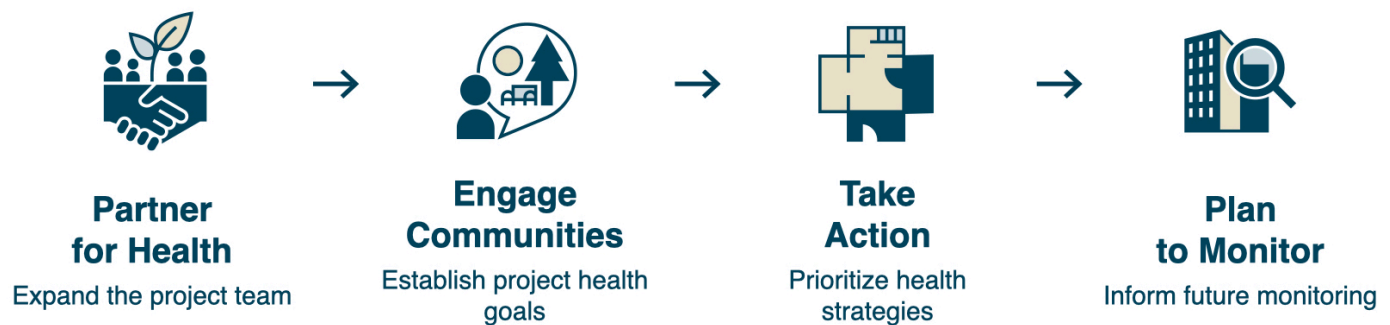 Partner
for Health
Expand the project team
Engage
Communities
Establish project health
goals
Take
Action
Prioritize health
strategies
Plan
to Monitor
Inform future monitoring